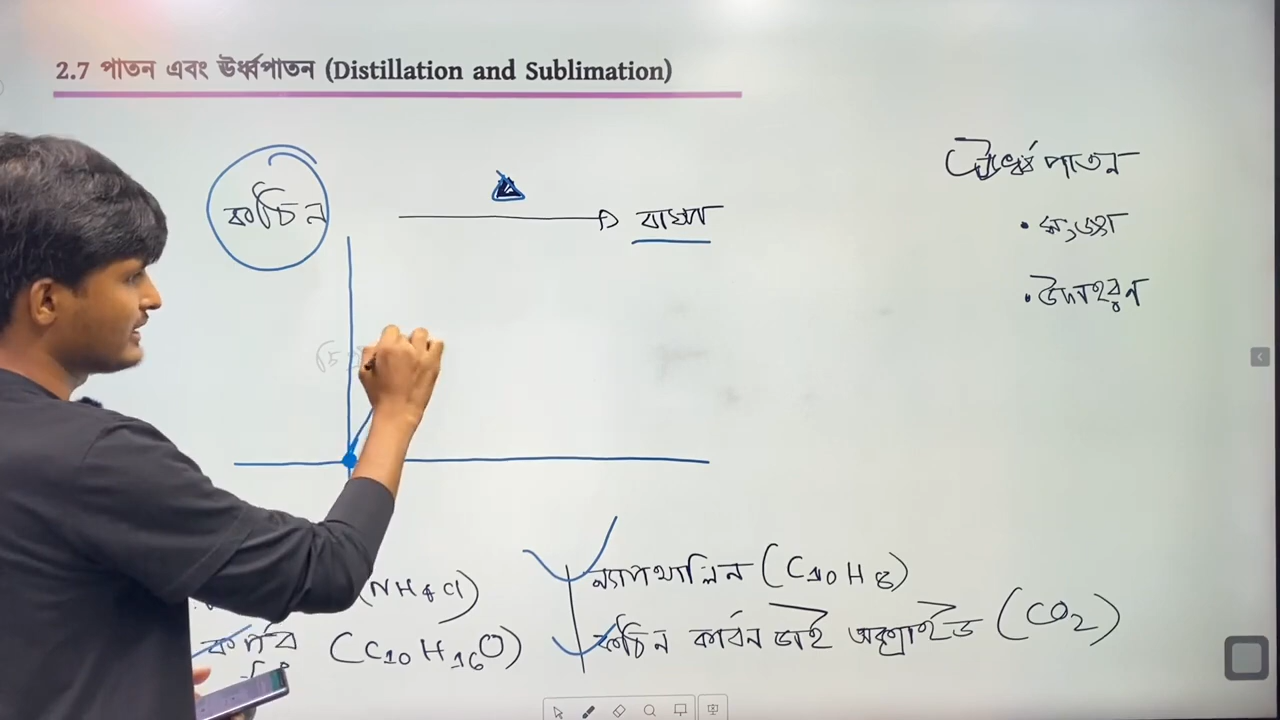 2.7 পাতন এবং ঊর্ধ্বপাতন (Distillation and Sublimation)
কঠিন
Δ
বাষ্প
ঊর্ধ্বপাতন
• সংজ্ঞা
• উদাহরণ
(NH4Cl)
ন্যাপথালিন (C10H8)
কর্পূর (C10H16O)
কঠিন কার্বন ডাই অক্সাইড (CO2)